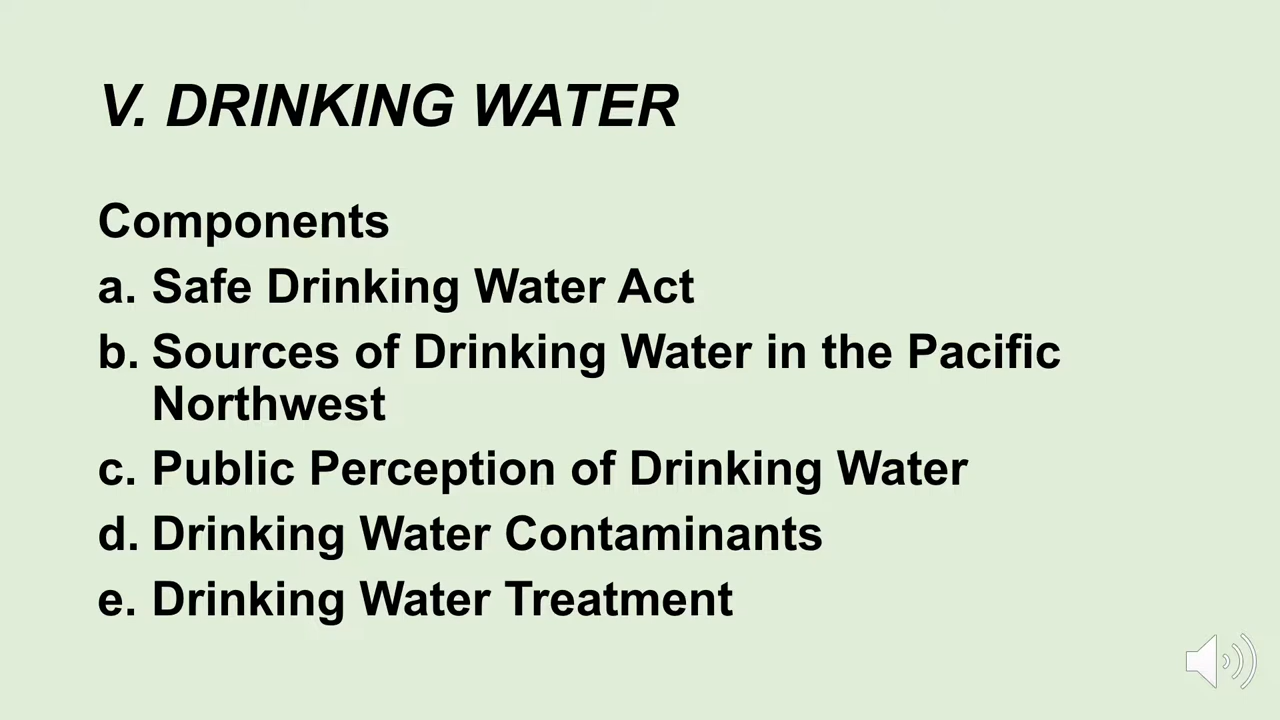 V. DRINKING WATER
Components
a. Safe Drinking Water Act
b. Sources of Drinking Water in the Pacific
Northwest
c. Public Perception of Drinking Water
d. Drinking Water Contaminants
e. Drinking Water Treatment